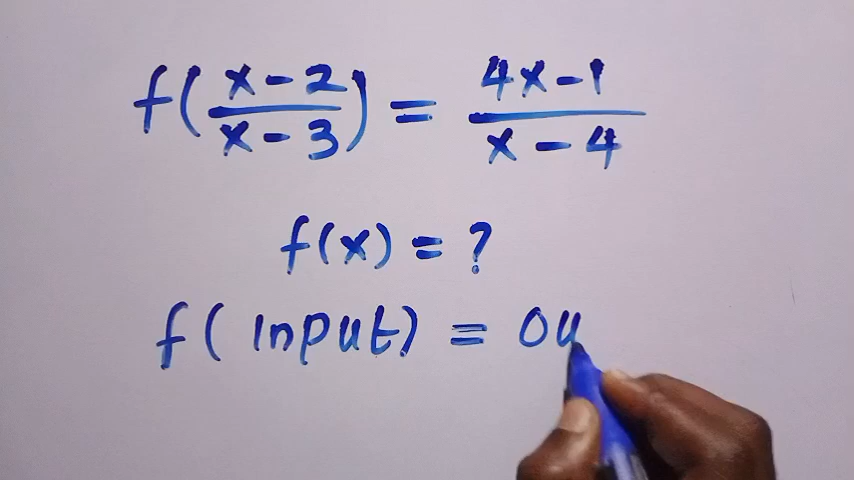 f(x-2/x-3) = 4x-1/x-4
f(x) = ?
f(Input) = Ou